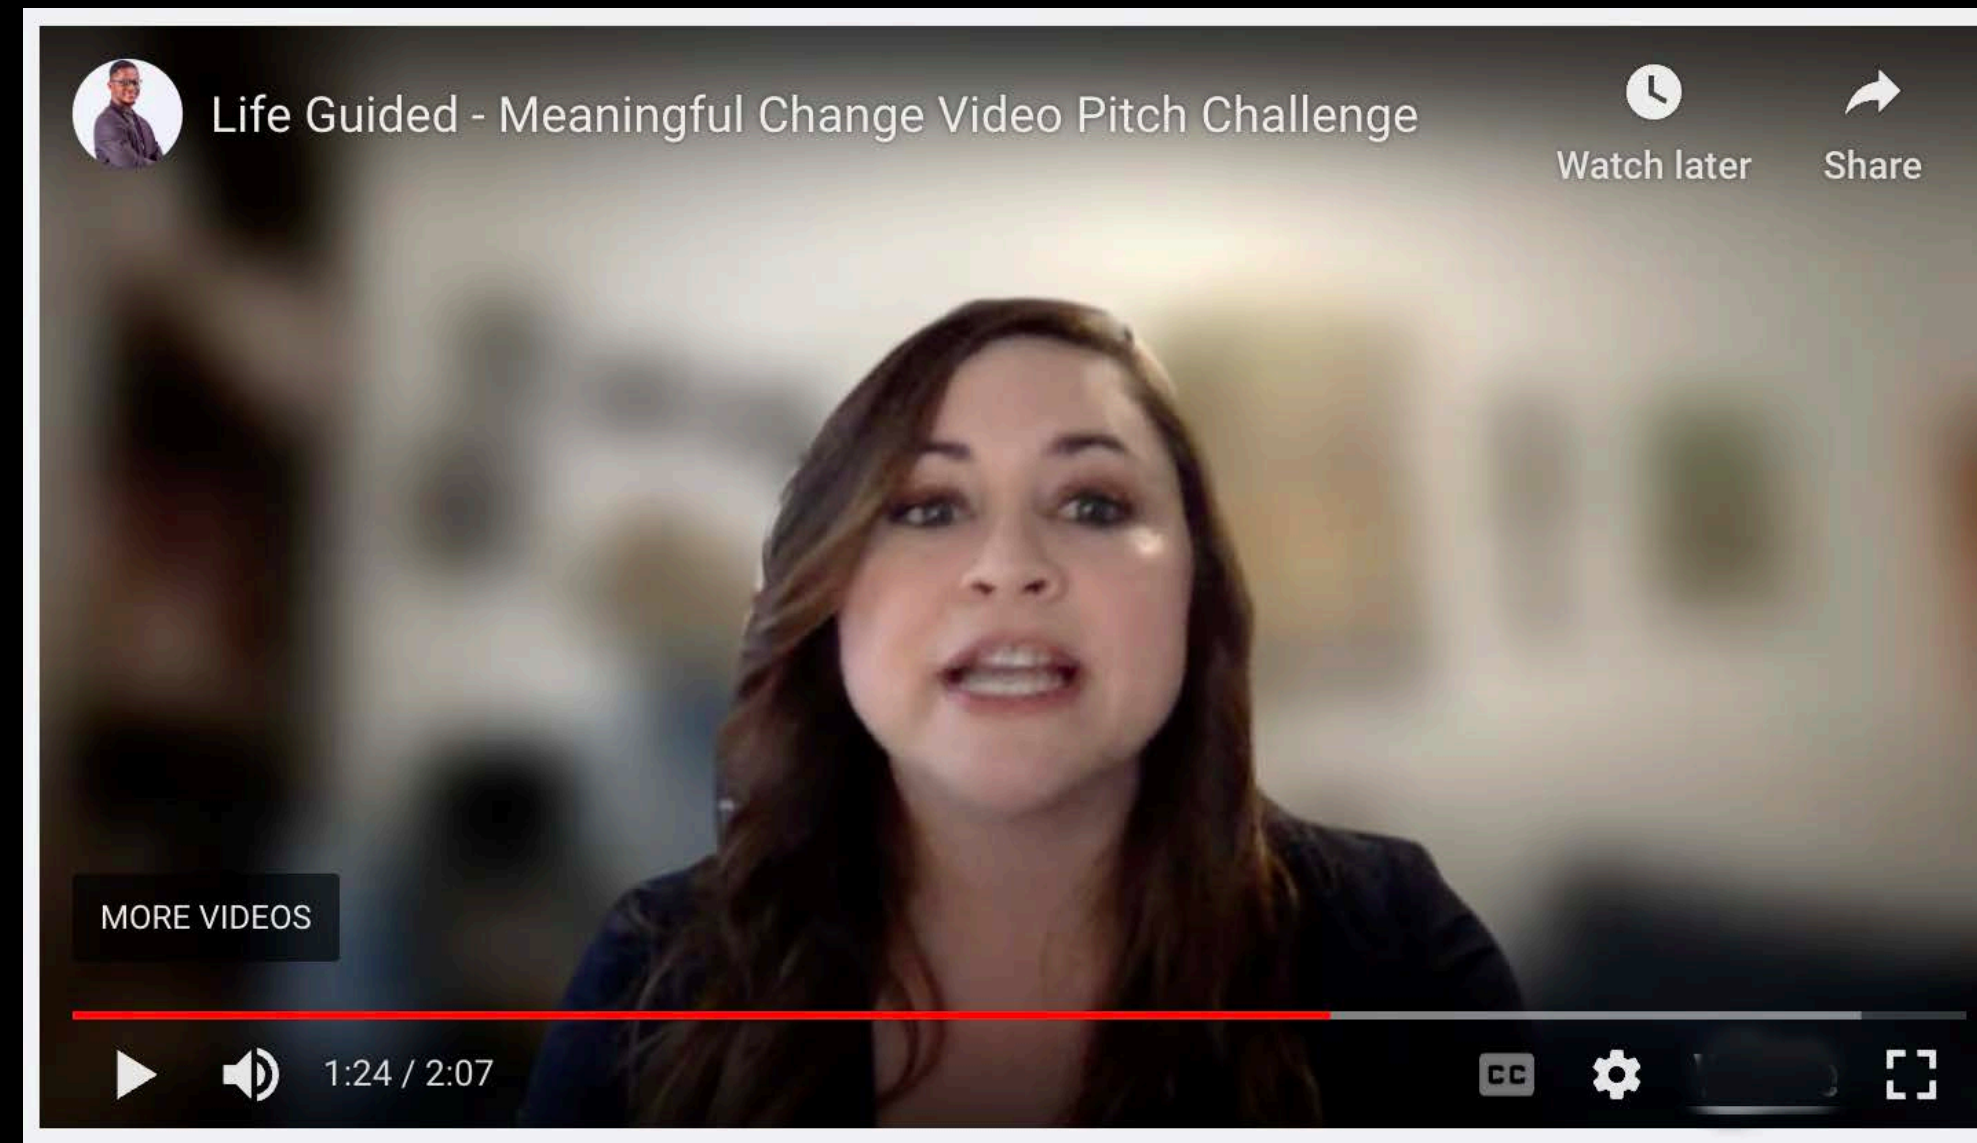 Life Guided - Meaningful Change Video Pitch Challenge
Watch later
Share
MORE VIDEOS
1:24 / 2:07
CC